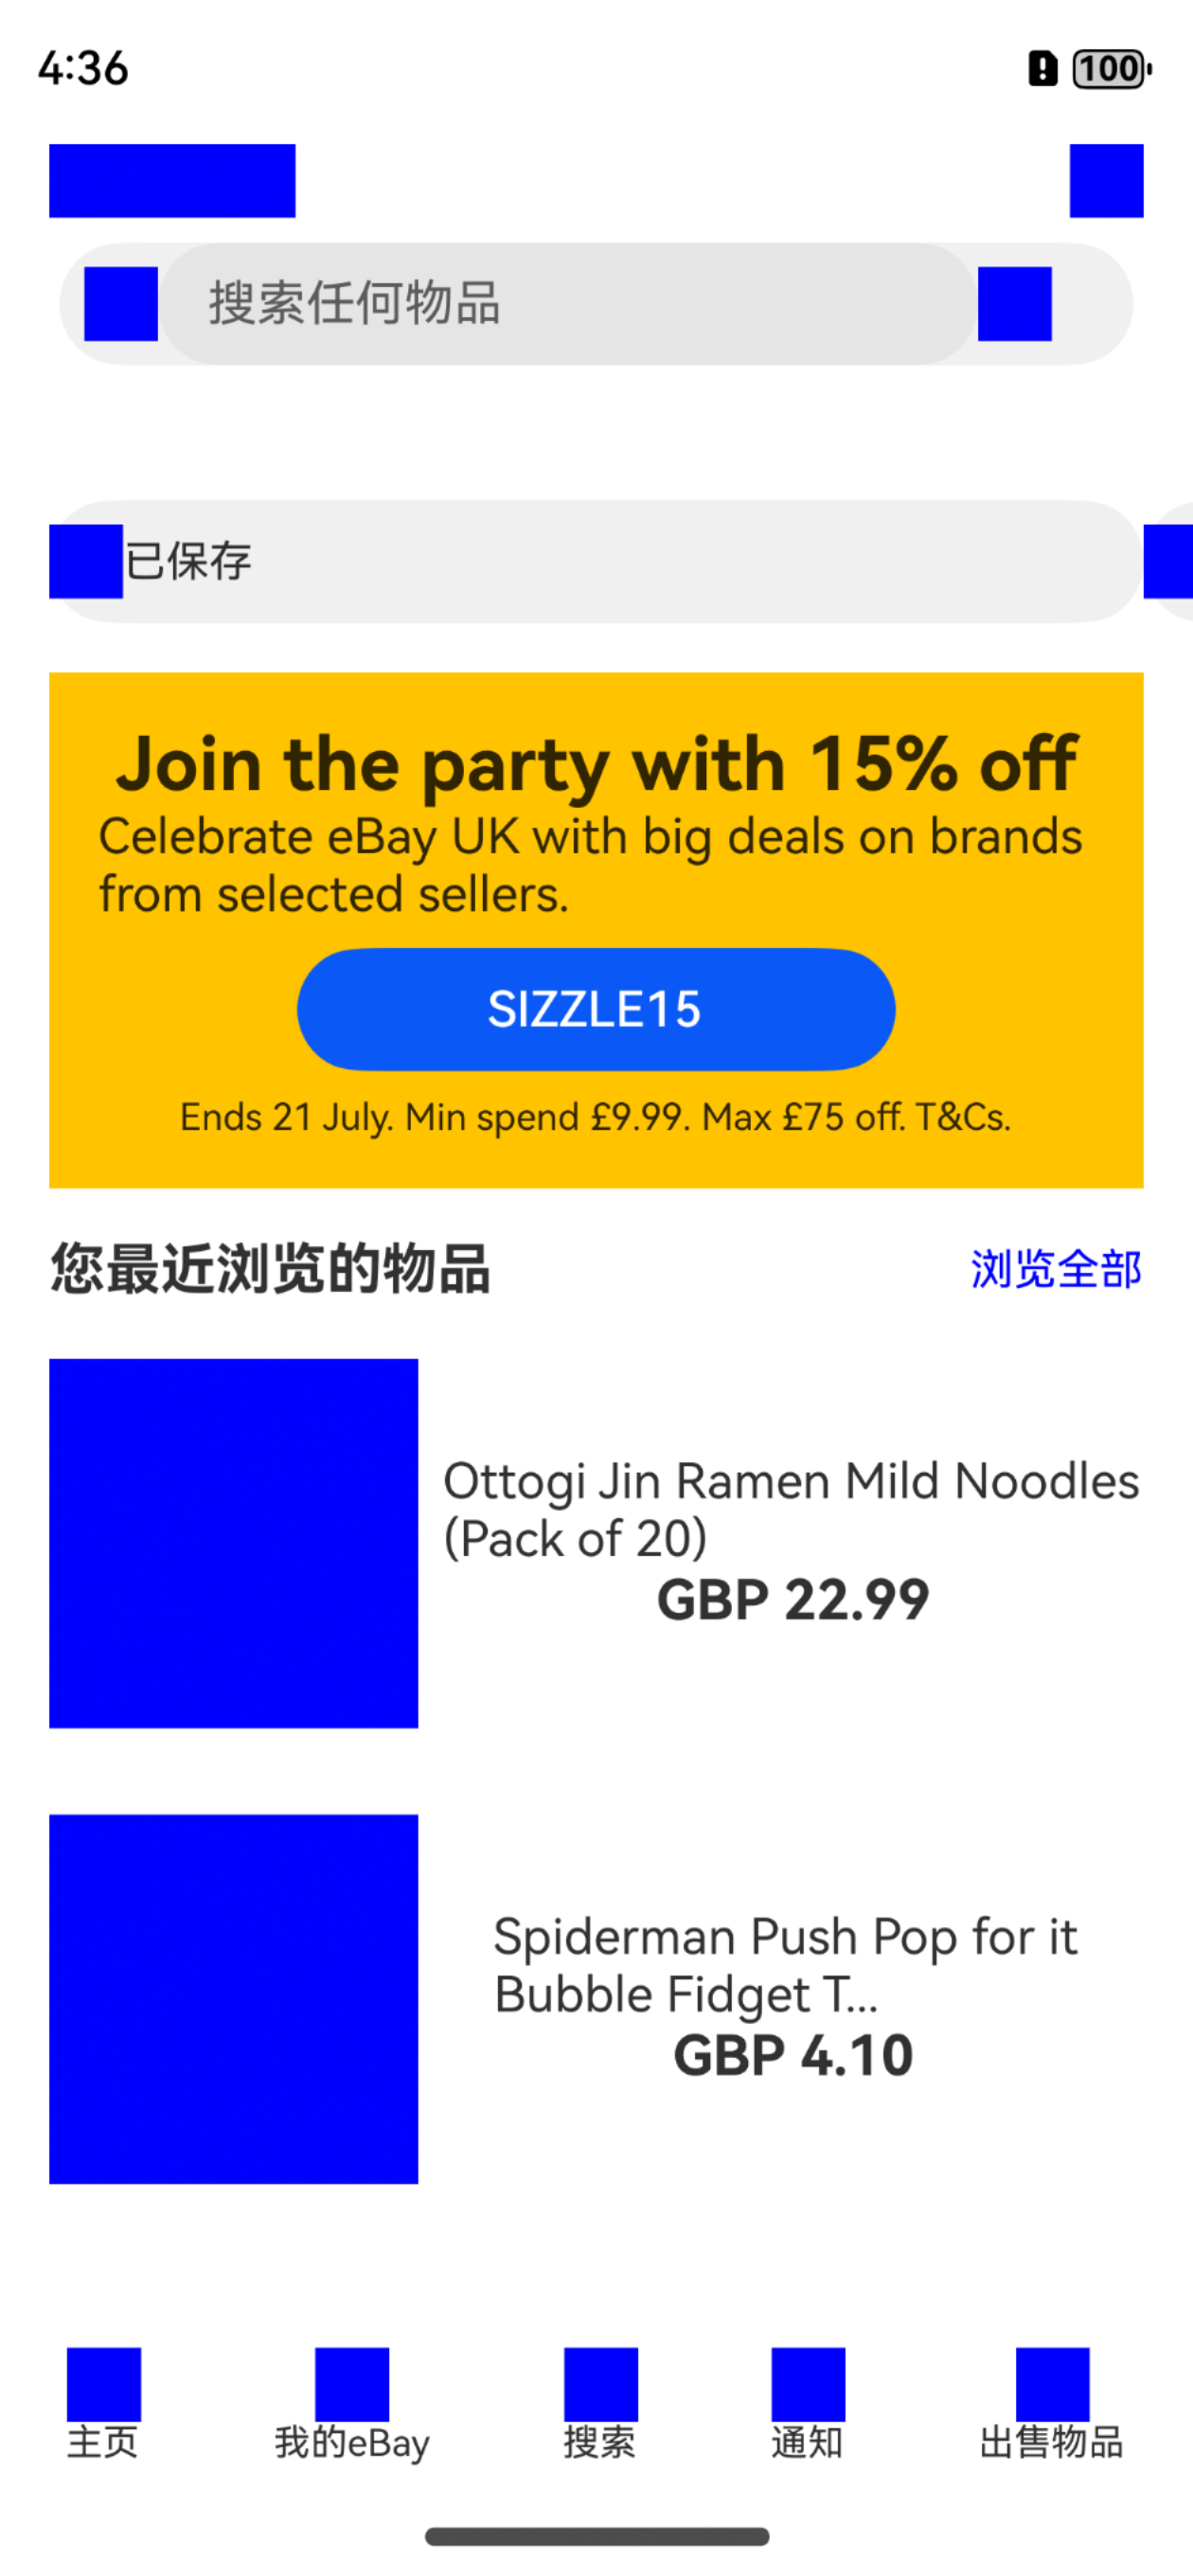 4:36
100
搜索任何物品
已保存
Join the party with 15% off
Celebrate eBay UK with big deals on brands
from selected sellers.
SIZZLE15
Ends 21 July. Min spend £9.99. Max £75 off. T&Cs.
您最近浏览的物品
浏览全部
Ottogi Jin Ramen Mild Noodles
(Pack of 20)
GBP 22.99
Spiderman Push Pop for it
Bubble Fidget T...
GBP 4.10
主页
我的eBay
搜索
通知
出售物品